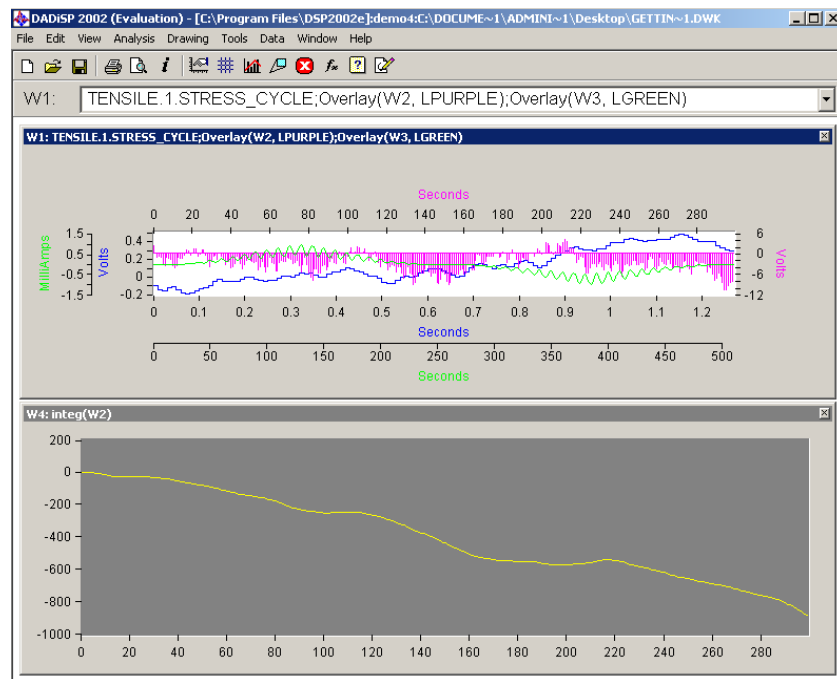 DADiSP 2002 (Evaluation) - [C:\Program Files\DSP2002e]:demo4:C:\DOCUME~1\ADMINI~1\Desktop\GETTIN~1.DWK
File Edit View Analysis Drawing Tools Data Window Help
W1: TENSILE.1.STRESS_CYCLE;Overlay(W2, LPURPLE);Overlay(W3, LGREEN)
W1: TENSILE.1.STRESS_CYCLE;Overlay(W2, LPURPLE);Overlay(W3, LGREEN)
Seconds
0 20 40 60 80 100 120 140 160 180 200 220 240 260 280
MilliAmps
1.5
0.5
-0.5
-1.5
Volts
0.4
0.2
0
-0.2
6
0
-6
-12
Volts
0 0.1 0.2 0.3 0.4 0.5 0.6 0.7 0.8 0.9 1 1.1 1.2
Seconds
0 50 100 150 200 250 300 350 400 450 500
Seconds
W4: integ(W2)
200
0
-200
-400
-600
-800
-1000
0 20 40 60 80 100 120 140 160 180 200 220 240 260 280